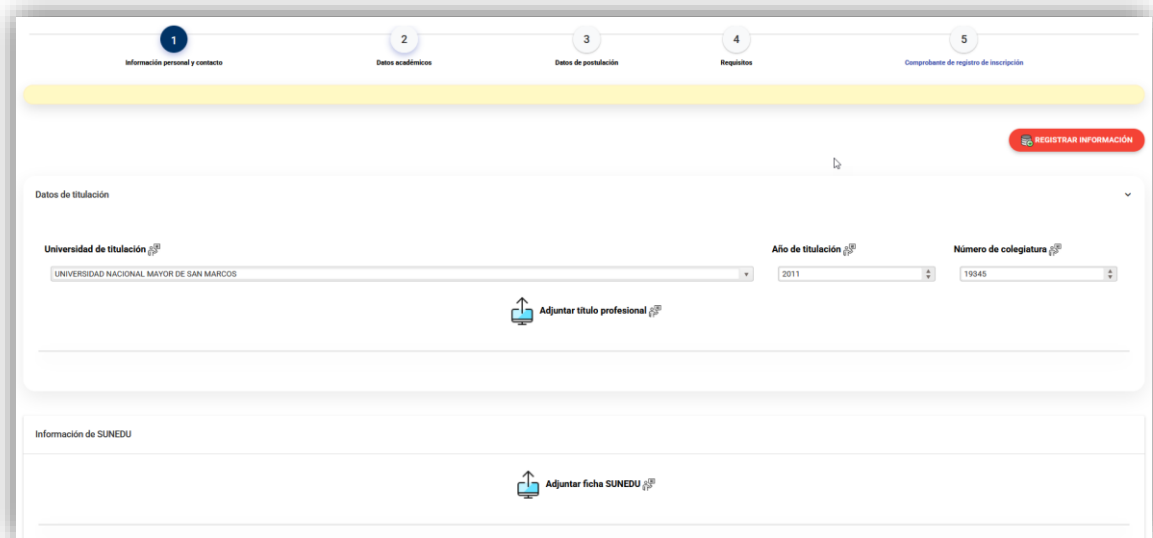 1 2 3 4 5
Información personal y contacto Datos académicos Datos de postulación Requisitos Comprobante de registro de inscripción
REGISTRAR INFORMACIÓN
Datos de titulación
Universidad de titulación Año de titulación Número de colegiatura
UNIVERSIDAD NACIONAL MAYOR DE SAN MARCOS 2011 19345
Adjuntar título profesional
Información de SUNEDU
Adjuntar ficha SUNEDU